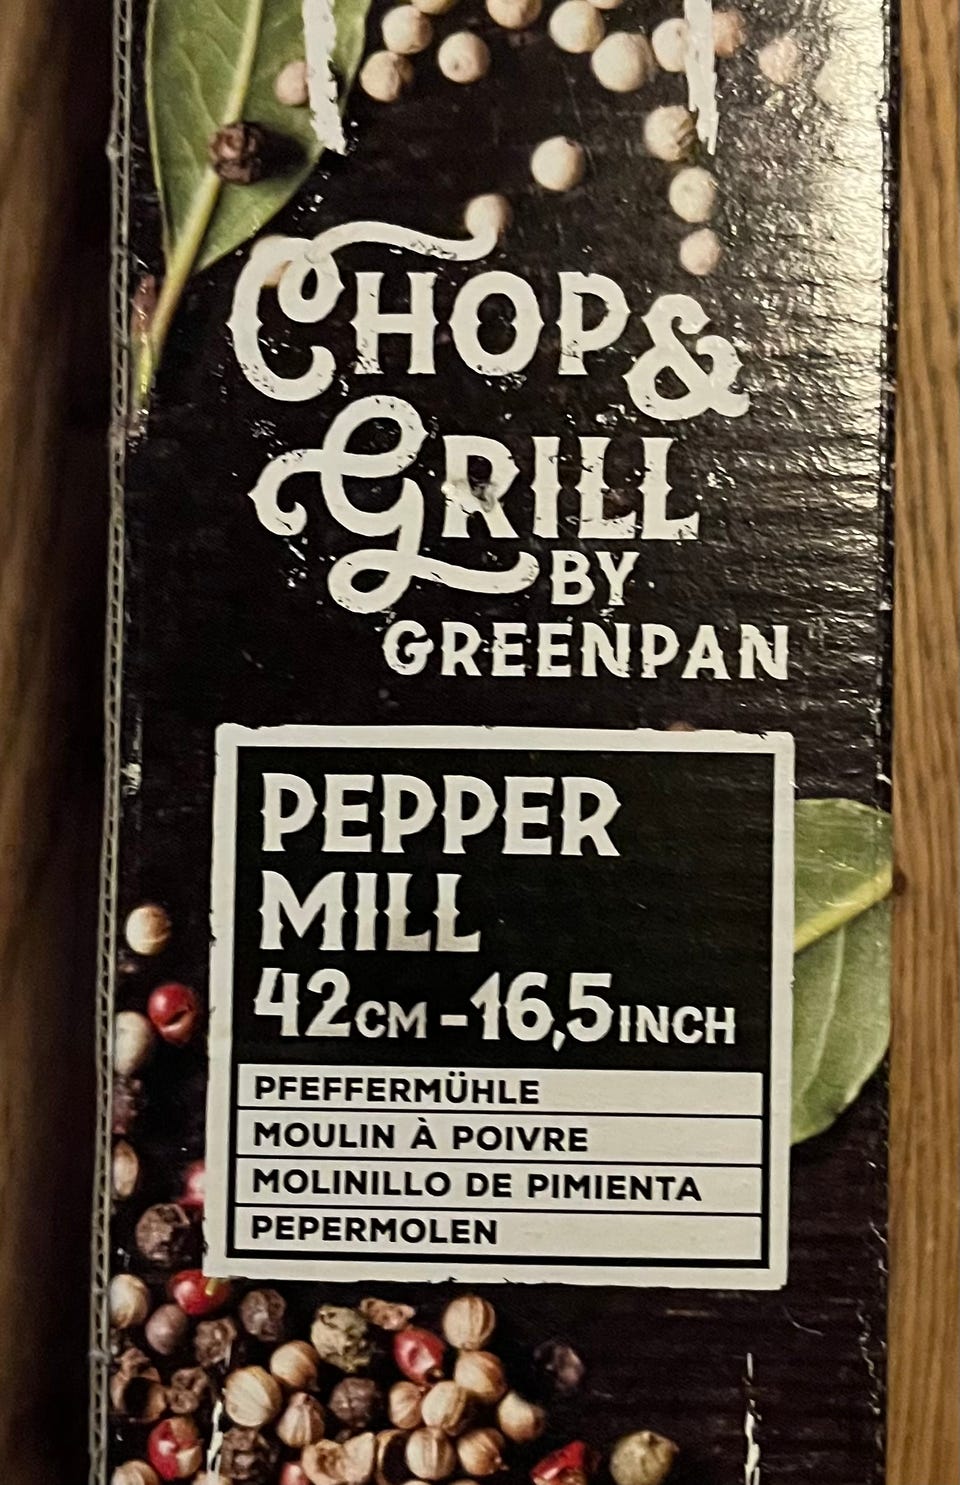 CHOP&
GRILL
BY
GREENPAN
PEPPER
MILL
42CM-16,5INCH
PFEFFERMÜHLE
MOULIN À POIVRE
MOLINILLO DE PIMIENTA
PEPERMOLEN